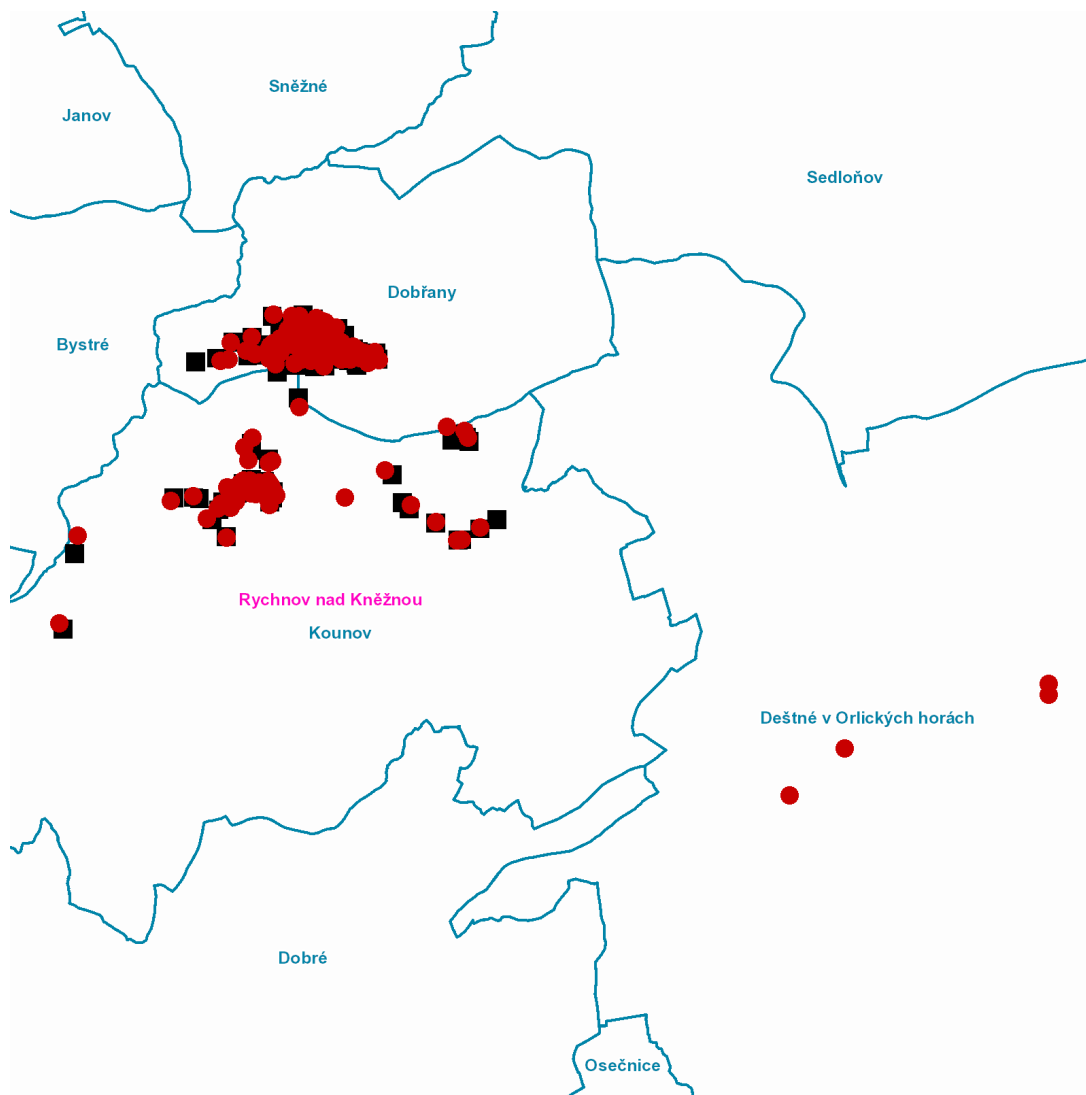 Sněžné
Janov
Sedloňov
Dobřany
Bystré
Rychnov nad Kněžnou
Kounov
Deštné v Orlických horách
Dobré
Osečnice